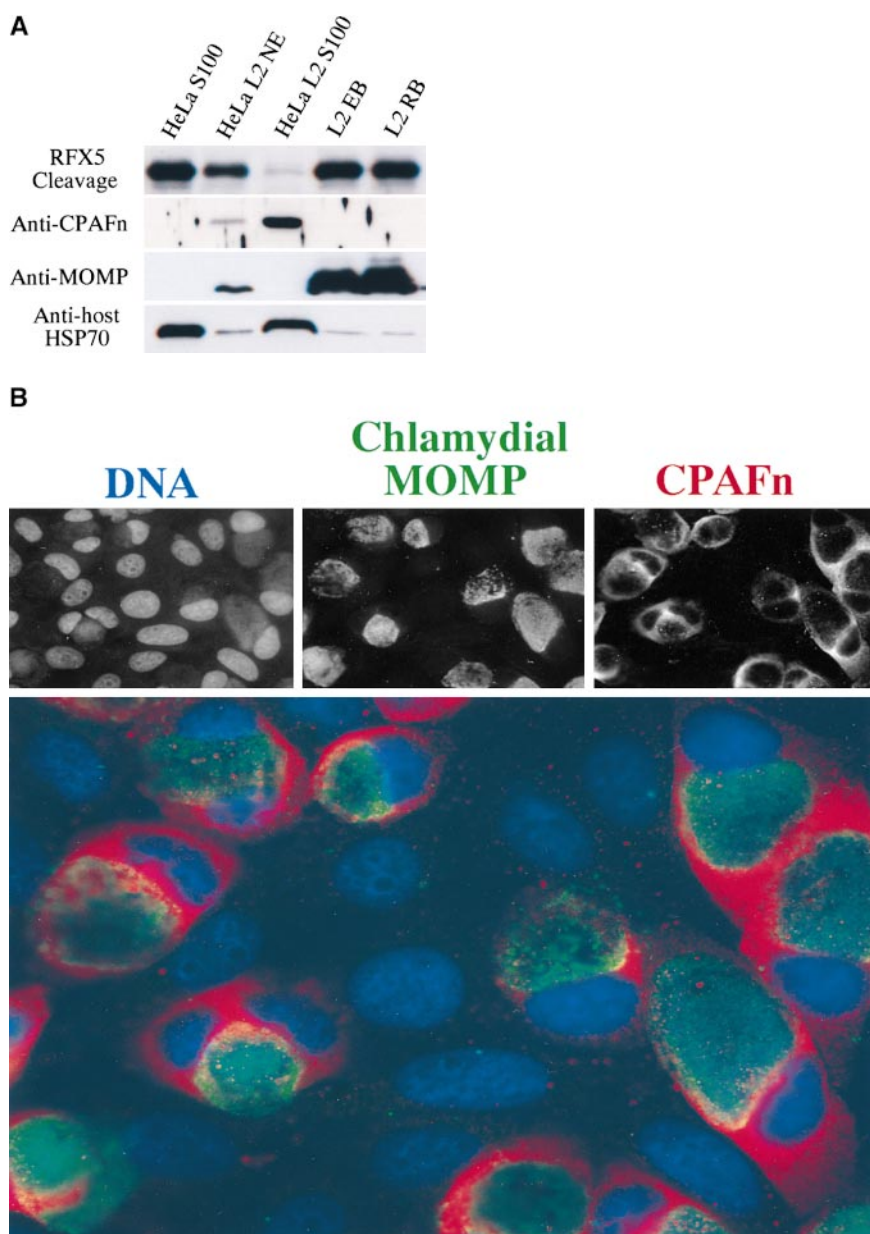 A
HeLa S100
HeLa L2 NE
HeLa L2 S100
L2 EB
L2 RB
RFX5
Cleavage
Anti-CPAFn
Anti-MOMP
Anti-host
HSP70
B
DNA
Chlamydial
MOMP
CPAFn